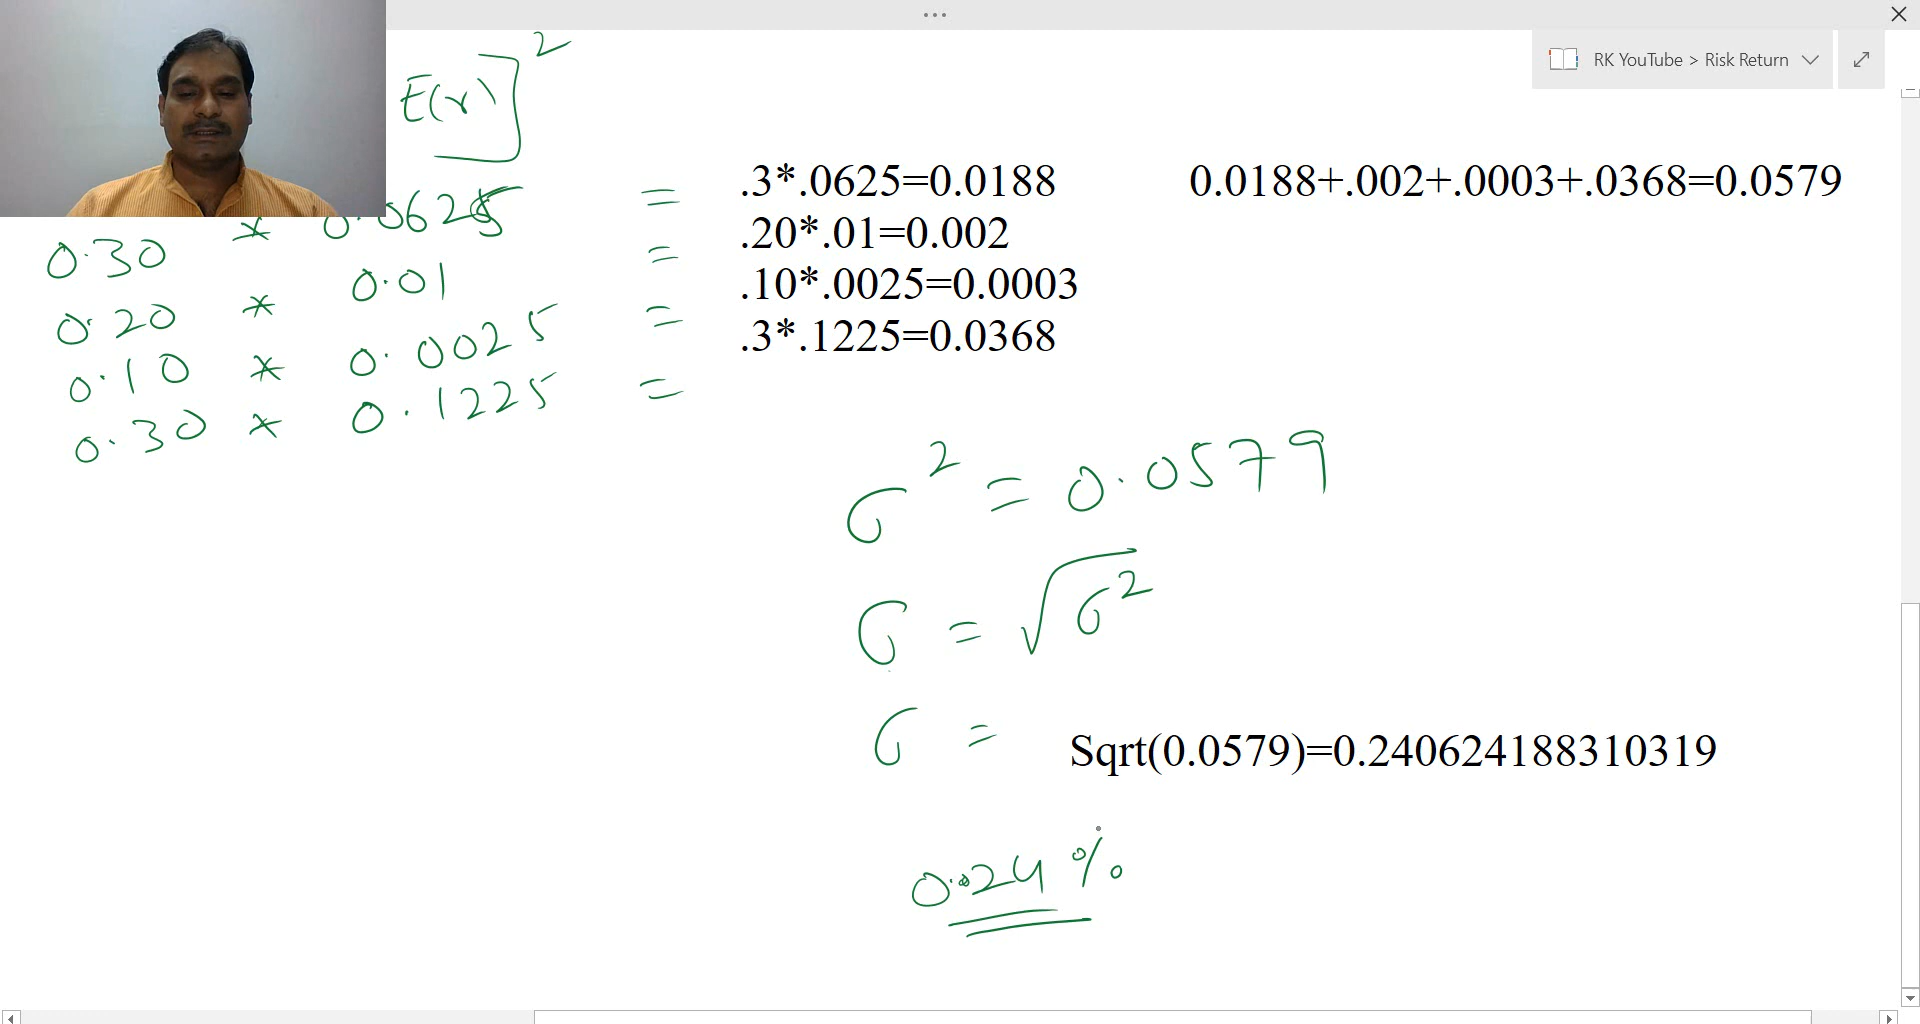 RK YouTube > Risk Return
E(r)]²
0.30 * 0.0625 =
0.20 * 0.01 =
0.10 * 0.0025 =
0.30 * 0.1225 =
.3*.0625=0.0188
.20*.01=0.002
.10*.0025=0.0003
.3*.1225=0.0368
0.0188+.002+.0003+.0368=0.0579
σ² = 0.0579
σ = √σ²
σ = Sqrt(0.0579)=0.240624188310319
0.24 %